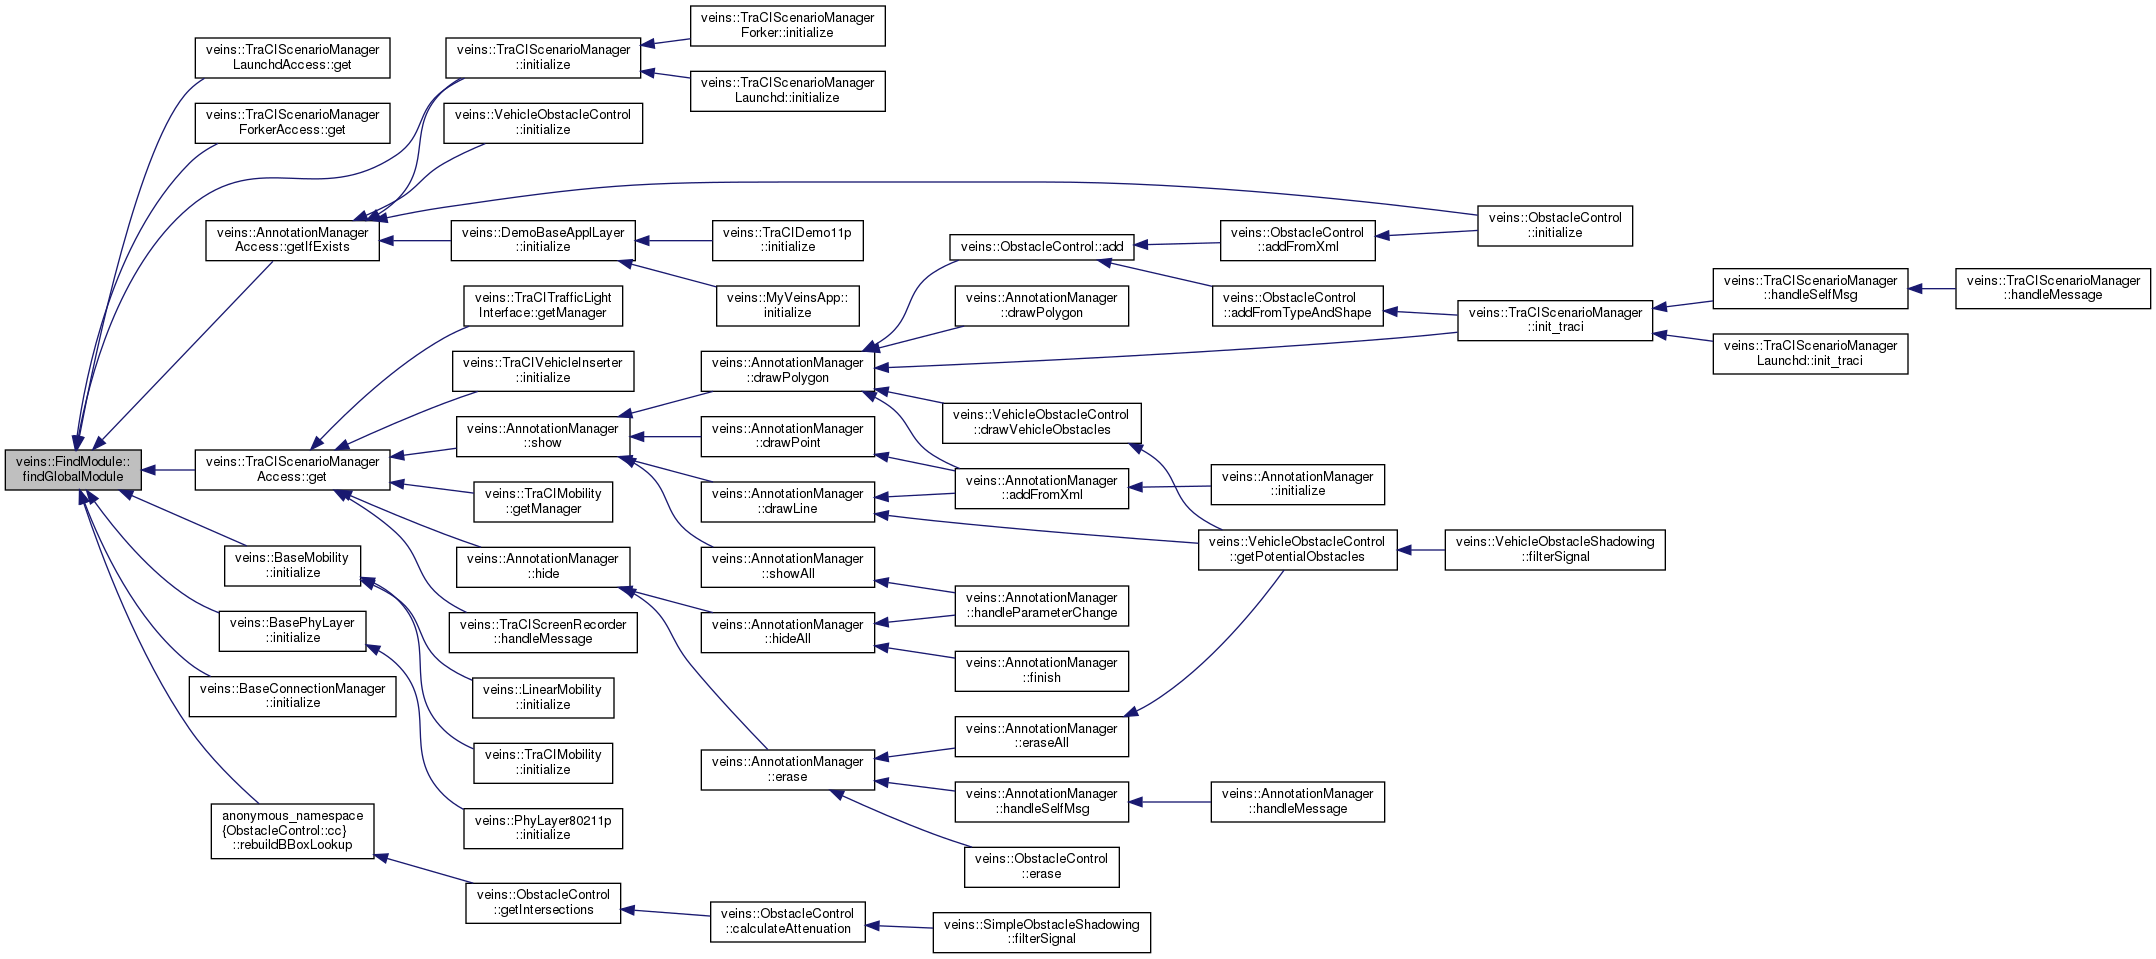 veins::FindModule::
findGlobalModule
veins::TraCIScenarioManager
LaunchdAccess::get
veins::TraCIScenarioManager
ForkerAccess::get
veins::AnnotationManager
Access::getIfExists
veins::TraCIScenarioManager
Access::get
veins::BaseMobility
::initialize
veins::BasePhyLayer
::initialize
veins::BaseConnectionManager
::initialize
anonymous_namespace
{ObstacleControl::cc}
::rebuildBBoxLookup
veins::TraCIScenarioManager
::initialize
veins::VehicleObstacleControl
::initialize
veins::DemoBaseApplLayer
::initialize
veins::TraCITrafficLight
Interface::getManager
veins::TraCIVehicleInserter
::initialize
veins::AnnotationManager
::show
veins::TraCIMobility
::getManager
veins::AnnotationManager
::hide
veins::TraCIScreenRecorder
::handleMessage
veins::LinearMobility
::initialize
veins::TraCIMobility
::initialize
veins::PhyLayer80211p
::initialize
veins::ObstacleControl
::getIntersections
veins::TraCIScenarioManager
Forker::initialize
veins::TraCIScenarioManager
Launchd::initialize
veins::TraCIDemo11p
::initialize
veins::MyVeinsApp::
initialize
veins::AnnotationManager
::drawPolygon
veins::AnnotationManager
::drawPoint
veins::AnnotationManager
::drawLine
veins::AnnotationManager
::showAll
veins::AnnotationManager
::hideAll
veins::AnnotationManager
::erase
veins::ObstacleControl
::calculateAttenuation
veins::ObstacleControl::add
veins::AnnotationManager
::drawPolygon
veins::VehicleObstacleControl
::drawVehicleObstacles
veins::AnnotationManager
::addFromXml
veins::AnnotationManager
::handleParameterChange
veins::AnnotationManager
::finish
veins::AnnotationManager
::eraseAll
veins::AnnotationManager
::handleSelfMsg
veins::ObstacleControl
::erase
veins::SimpleObstacleShadowing
::filterSignal
veins::ObstacleControl
::addFromXml
veins::ObstacleControl
::addFromTypeAndShape
veins::AnnotationManager
::initialize
veins::VehicleObstacleControl
::getPotentialObstacles
veins::AnnotationManager
::handleMessage
veins::ObstacleControl
::initialize
veins::TraCIScenarioManager
::init_traci
veins::VehicleObstacleShadowing
::filterSignal
veins::TraCIScenarioManager
::handleSelfMsg
veins::TraCIScenarioManager
Launchd::init_traci
veins::TraCIScenarioManager
::handleMessage